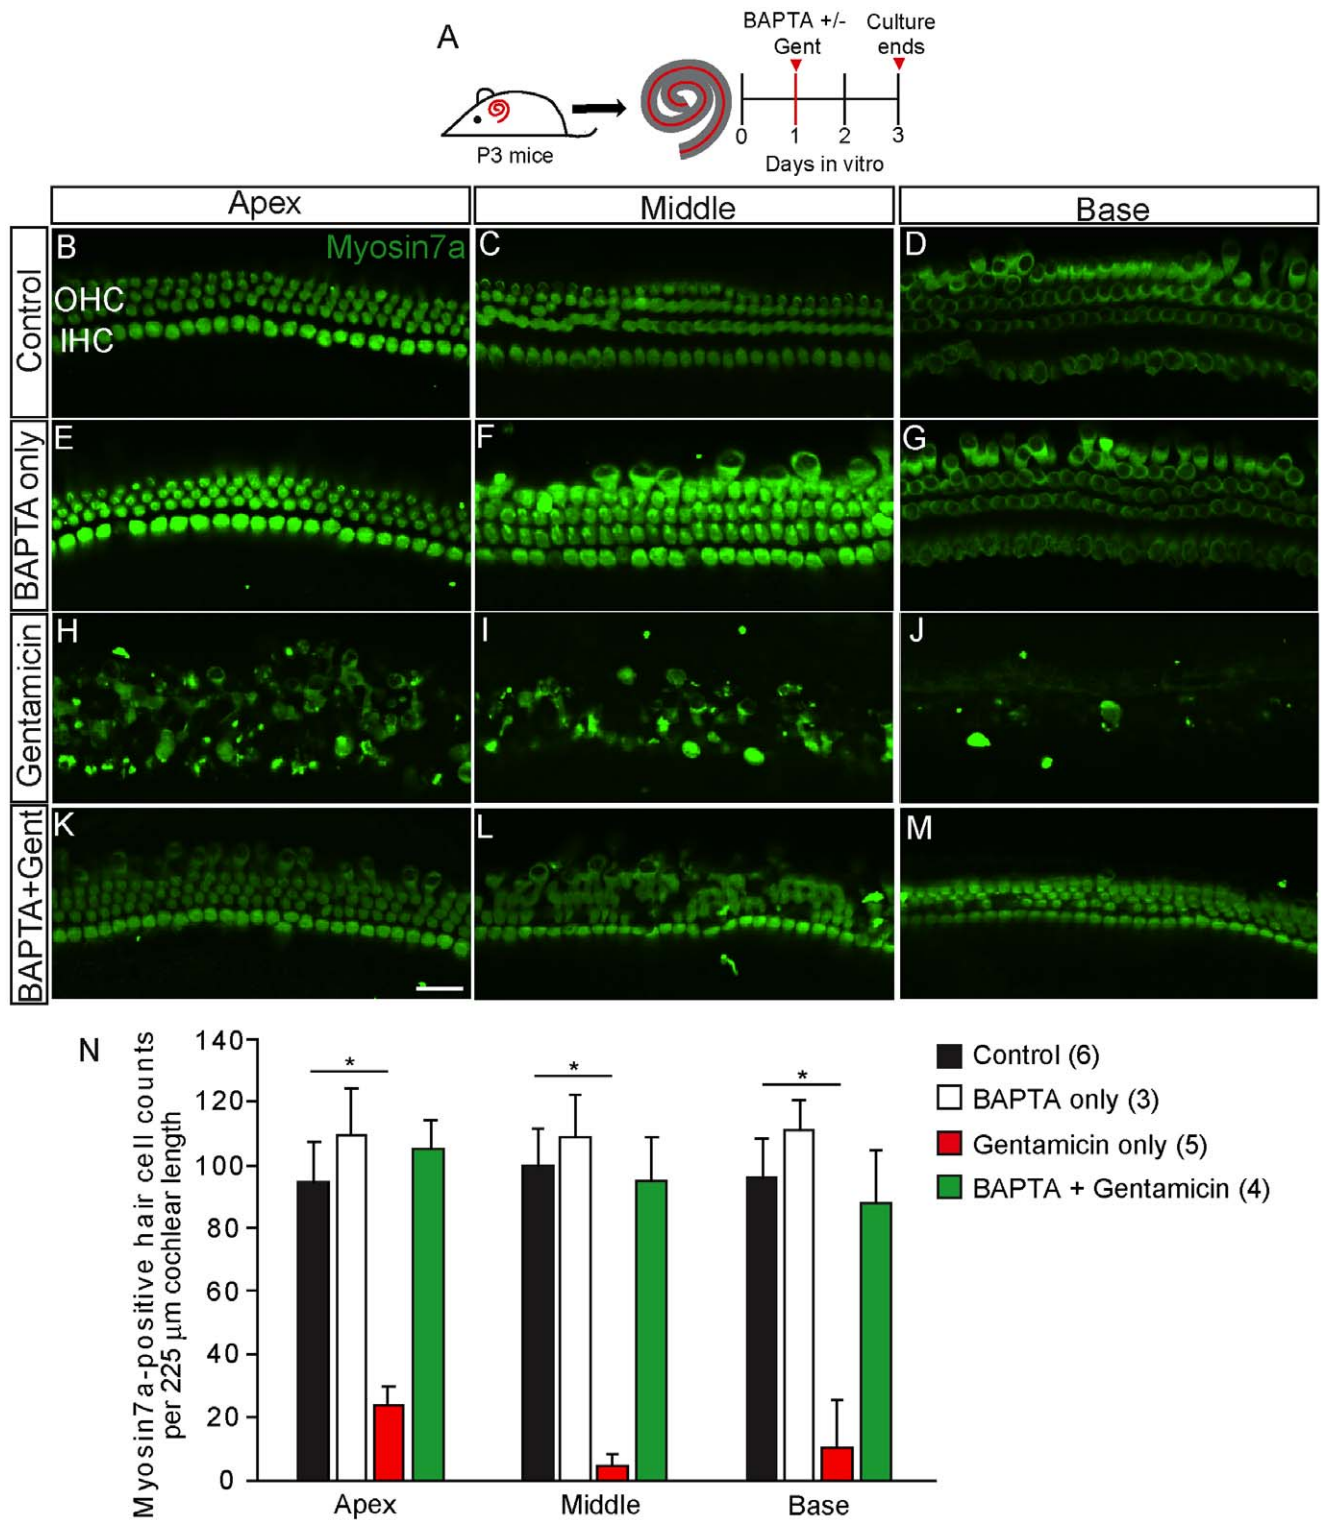 A
BAPTA +/-
Gent
Culture
ends
P3 mice
0 1 2 3
Days in vitro
Apex Middle Base
Control
B Myosin7a
OHC
IHC
C
D
BAPTA only
E
F
G
Gentamicin
H
I
J
BAPTA+Gent
K
L
M
N
Myosin7a-positive hair cell counts
per 225 µm cochlear length
140
120
100
80
60
40
20
0
*
*
*
Apex Middle Base
Control (6)
BAPTA only (3)
Gentamicin only (5)
BAPTA + Gentamicin (4)